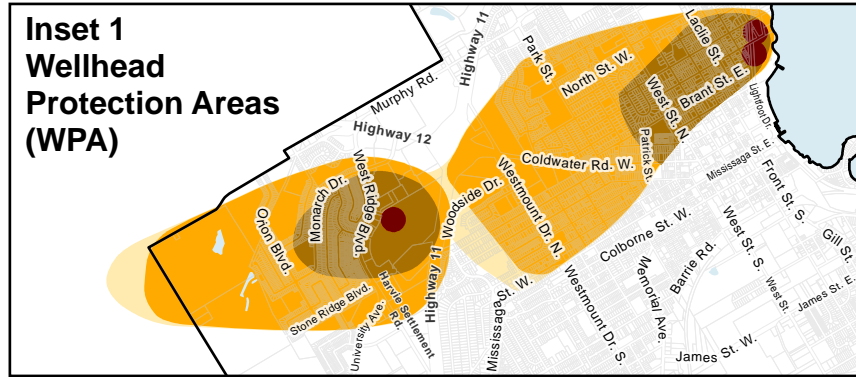 Inset 1
Wellhead
Protection Areas
(WPA)
Highway 11
Park St.
Laclie St.
North St. W.
Murphy Rd.
West St. N.
Brant St. E.
Lightfoot Dr.
Highway 12
Coldwater Rd. W.
Patrick St.
Mississaga St. E.
Monarch Dr.
West Ridge Blvd.
Woodside Dr.
Westmount Dr. N.
Front St. S.
Orion Blvd.
Colborne St. W.
West St. S.
Gill St.
Barrie Rd.
Highway 11
Stone Ridge Blvd.
Harvie Settlement
Rd.
University Ave.
Mississaga St. W.
Westmount Dr. S.
Memorial Ave.
West St.
James St. E.
James St. W.